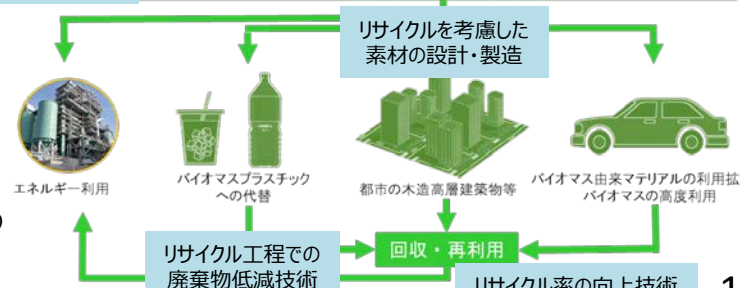 リサイクルを考慮した
素材の設計・製造
エネルギー利用
バイオマスプラスチック
への代替
都市の木造高層建築物等
バイオマス由来マテリアルの利用拡
バイオマスの高度利用
リサイクル工程での
廃棄物低減技術
回収・再利用
リサイクル率の向上技術
1